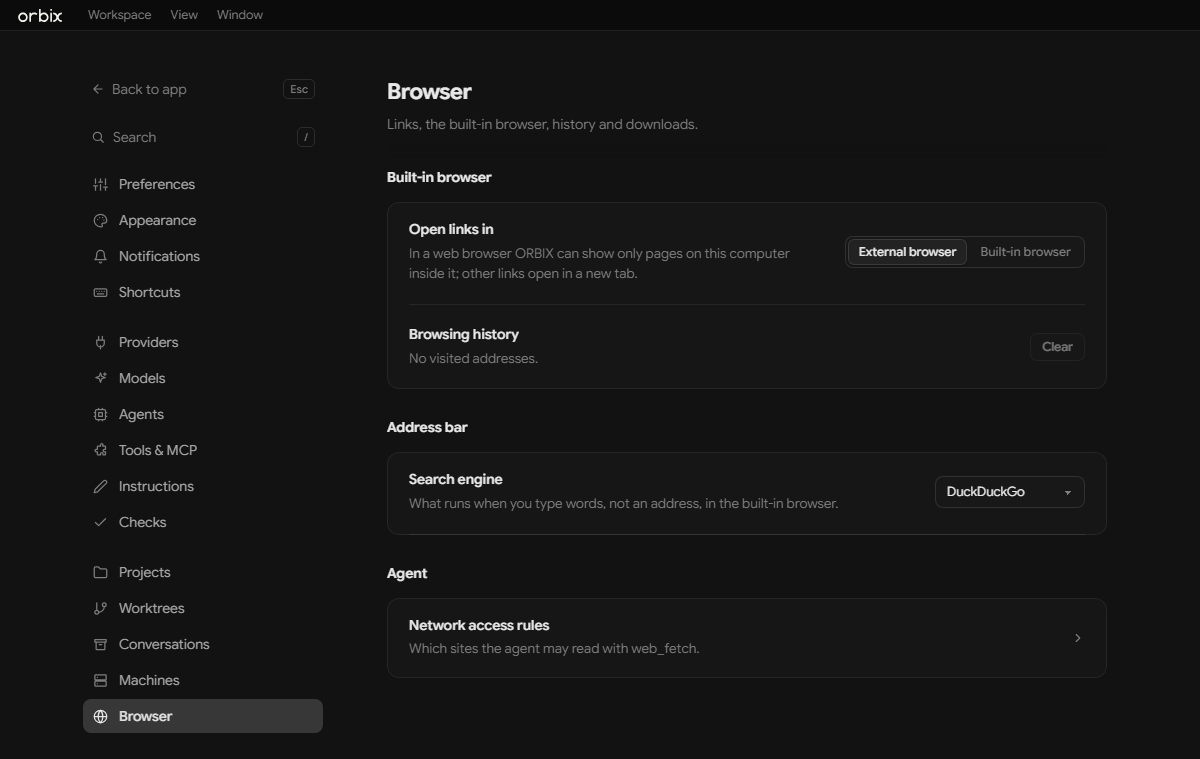 orbix
Workspace
View
Window
Back to app
Esc
Search
/
Preferences
Appearance
Notifications
Shortcuts
Providers
Models
Agents
Tools & MCP
Instructions
Checks
Projects
Worktrees
Conversations
Machines
Browser
Browser
Links, the built-in browser, history and downloads.
Built-in browser
Open links in
In a web browser ORBIX can show only pages on this computer
inside it; other links open in a new tab.
External browser
Built-in browser
Browsing history
No visited addresses.
Clear
Address bar
Search engine
What runs when you type words, not an address, in the built-in browser.
DuckDuckGo
Agent
Network access rules
Which sites the agent may read with web_fetch.